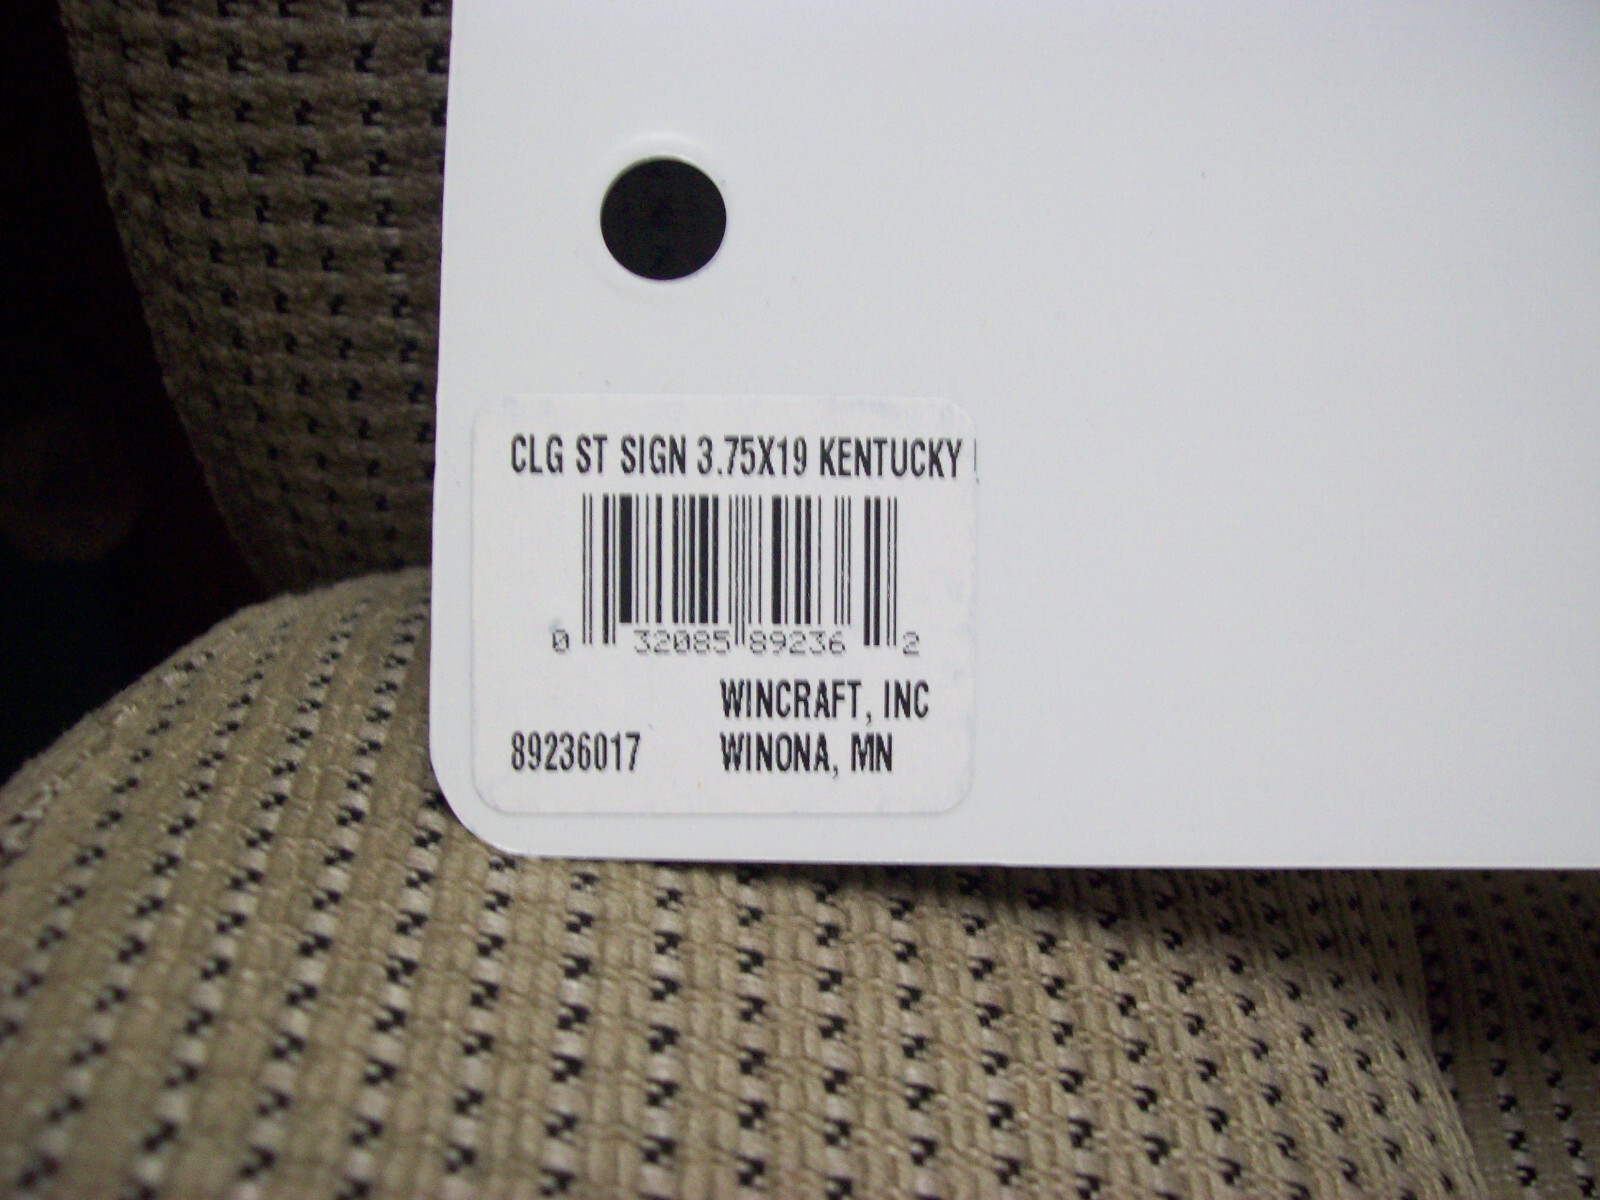 CLG ST SIGN 3.75X19 KENTUCKY
0 32085 89236 2
WINCRAFT, INC
89236017 WINONA, MN